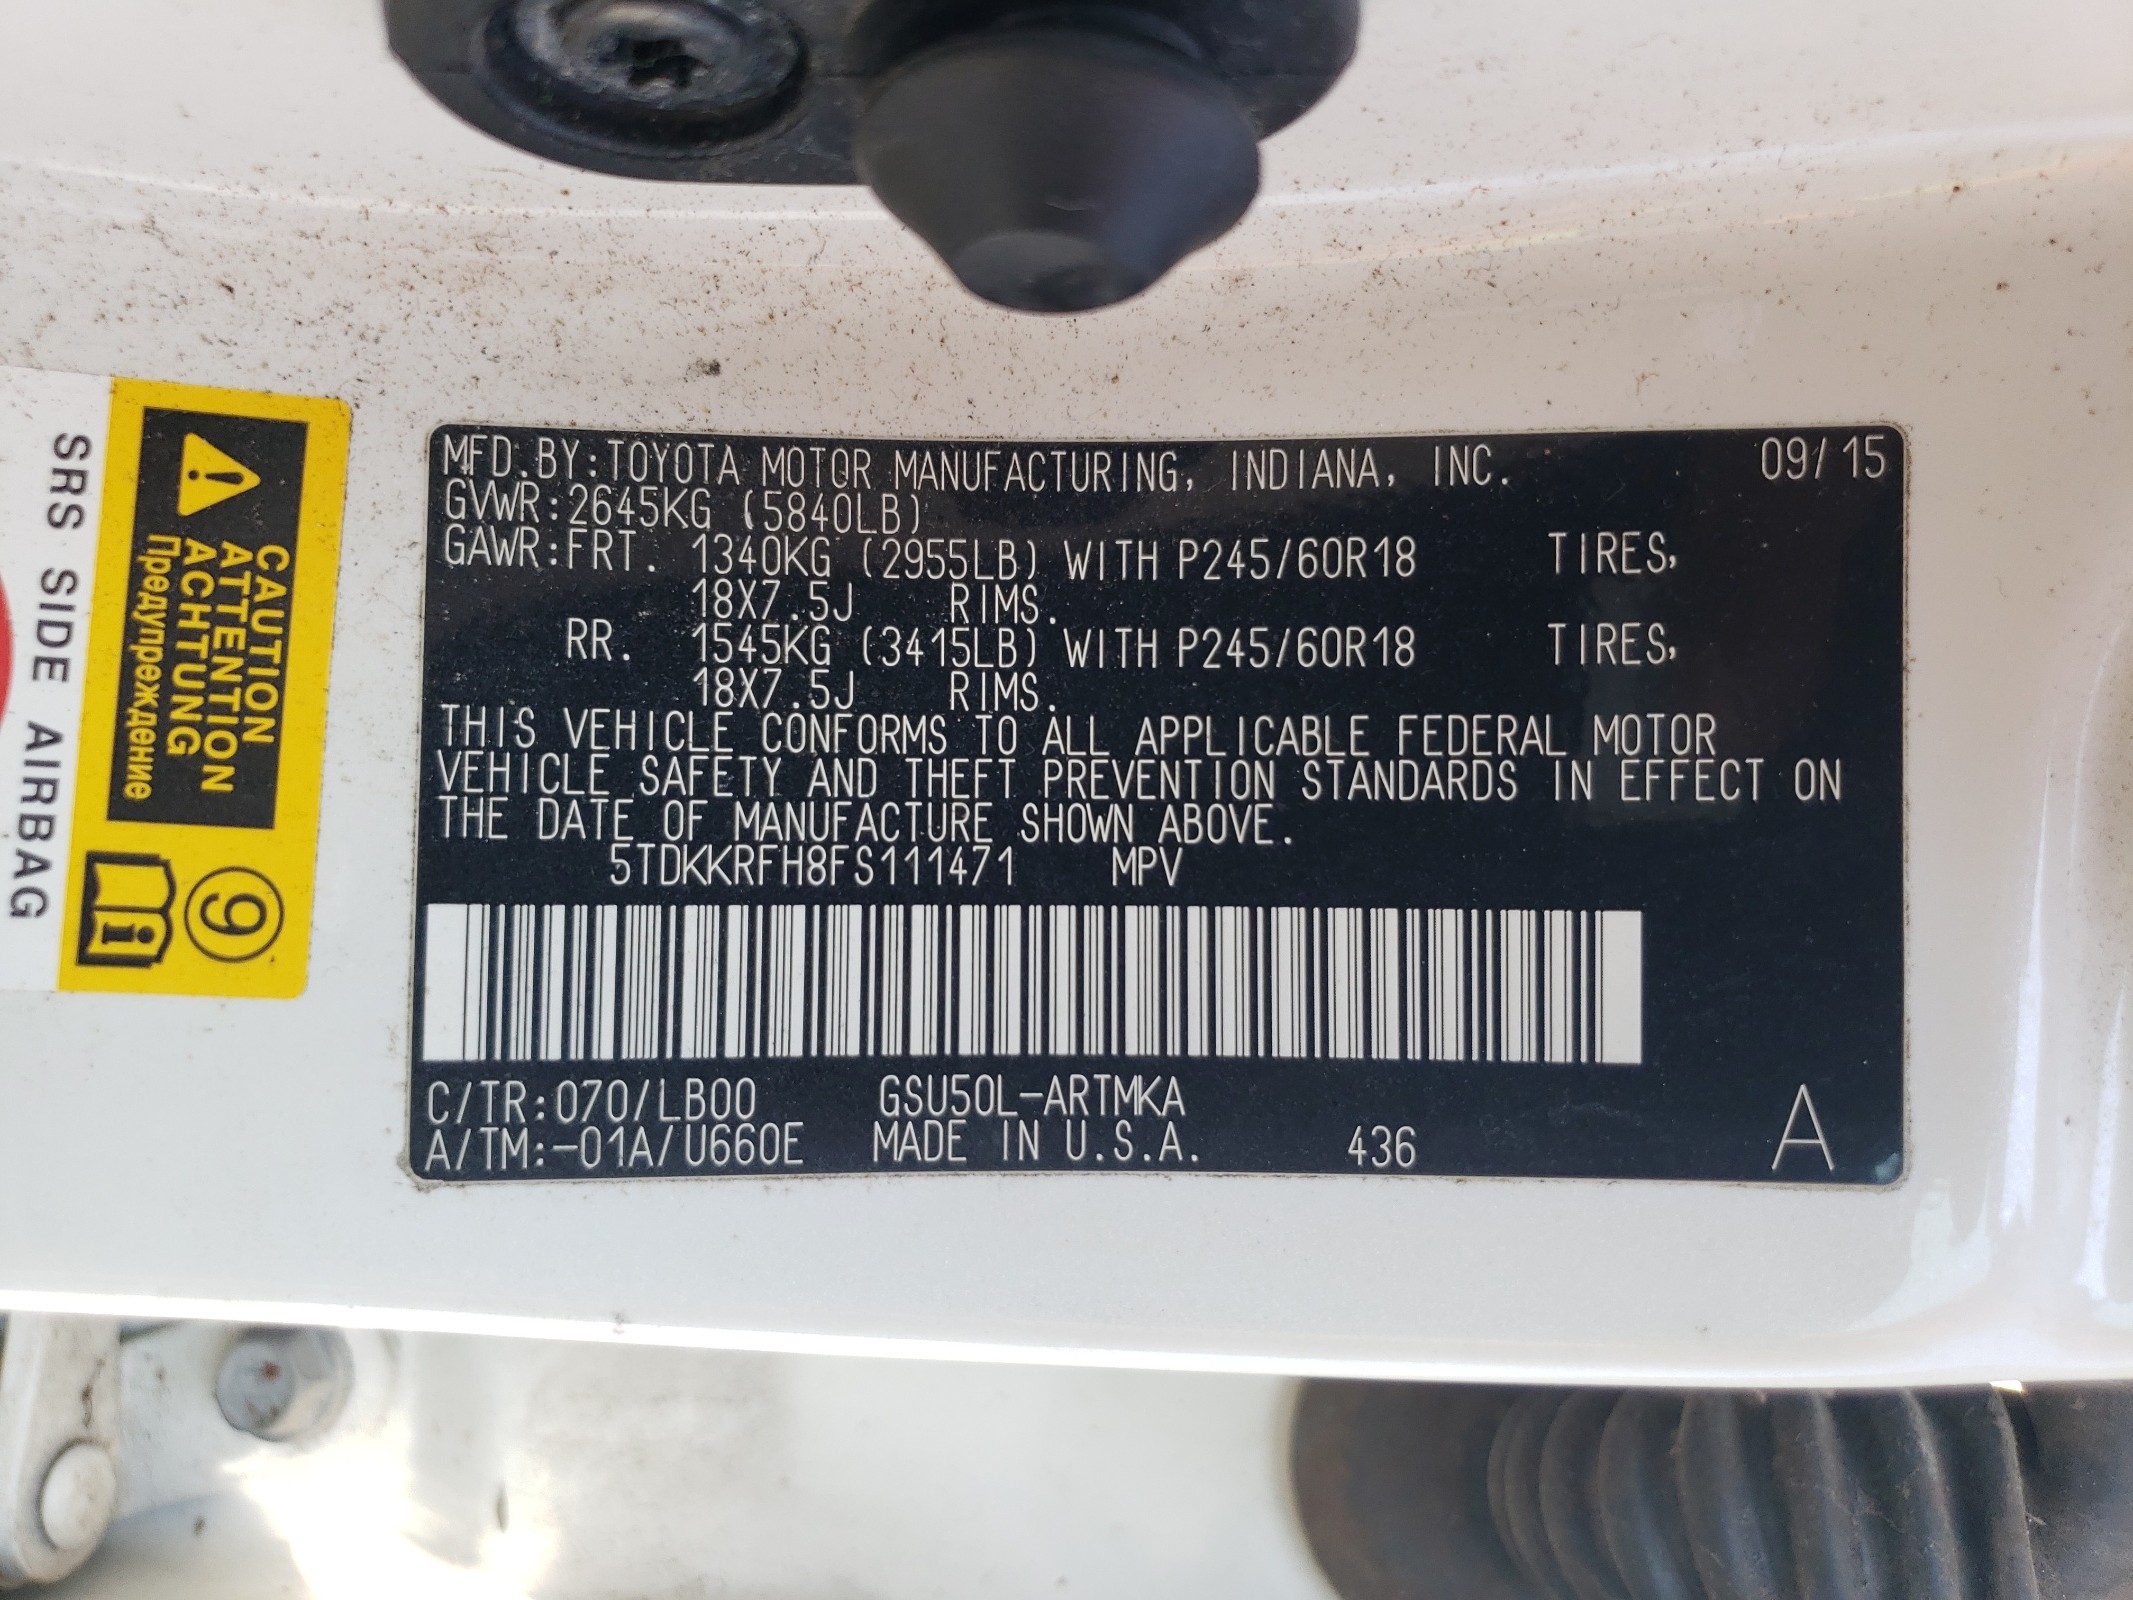 MFD.BY:TOYOTA MOTOR MANUFACTURING, INDIANA, INC. 09/15
GVWR:2645KG (5840LB)
GAWR:FRT. 1340KG (2955LB) WITH P245/60R18 TIRES,
18X7.5J RIMS.
RR. 1545KG (3415LB) WITH P245/60R18 TIRES,
18X7.5J RIMS.
THIS VEHICLE CONFORMS TO ALL APPLICABLE FEDERAL MOTOR
VEHICLE SAFETY AND THEFT PREVENTION STANDARDS IN EFFECT ON
THE DATE OF MANUFACTURE SHOWN ABOVE.
5TDKKRFH8FS111471 MPV
C/TR:070/LB00 GSU50L-ARTMKA
A/TM:-01A/U660E MADE IN U.S.A. 436 A
CAUTION
ATTENTION
ACHTUNG
Предупреждение
9
i
SRS SIDE AIRBAG